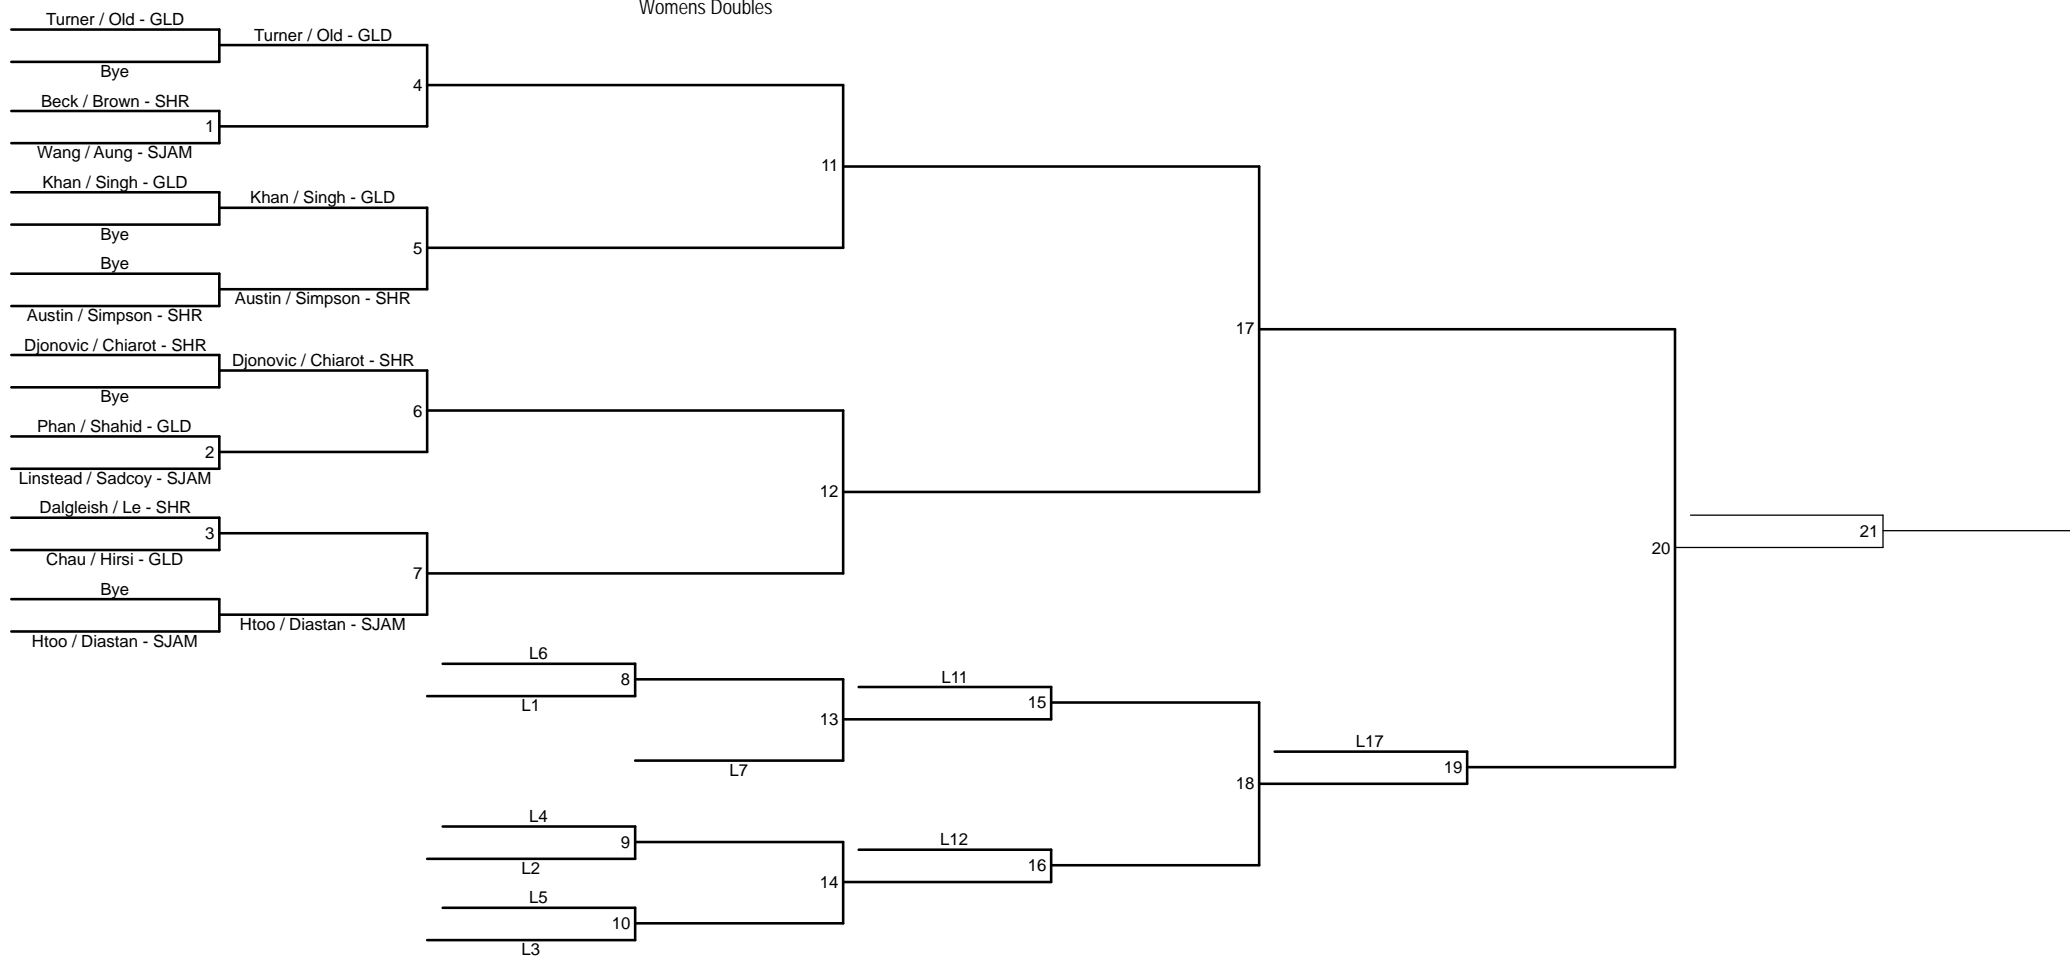 Womens Doubles
Turner / Old - GLD
Turner / Old - GLD
Bye
4
Beck / Brown - SHR
1
Wang / Aung - SJAM
11
Khan / Singh - GLD
Khan / Singh - GLD
Bye
5
Bye
Austin / Simpson - SHR
Austin / Simpson - SHR
17
Djonovic / Chiarot - SHR
Djonovic / Chiarot - SHR
Bye
6
Phan / Shahid - GLD
2
Linstead / Sadcoy - SJAM
12
Dalgleish / Le - SHR
3
Chau / Hirsi - GLD
7
Bye
Htoo / Diastan - SJAM
Htoo / Diastan - SJAM
20
21
L6
8
L1
13
L7
L11
15
L17
19
18
L4
9
L2
14
L12
16
L5
10
L3